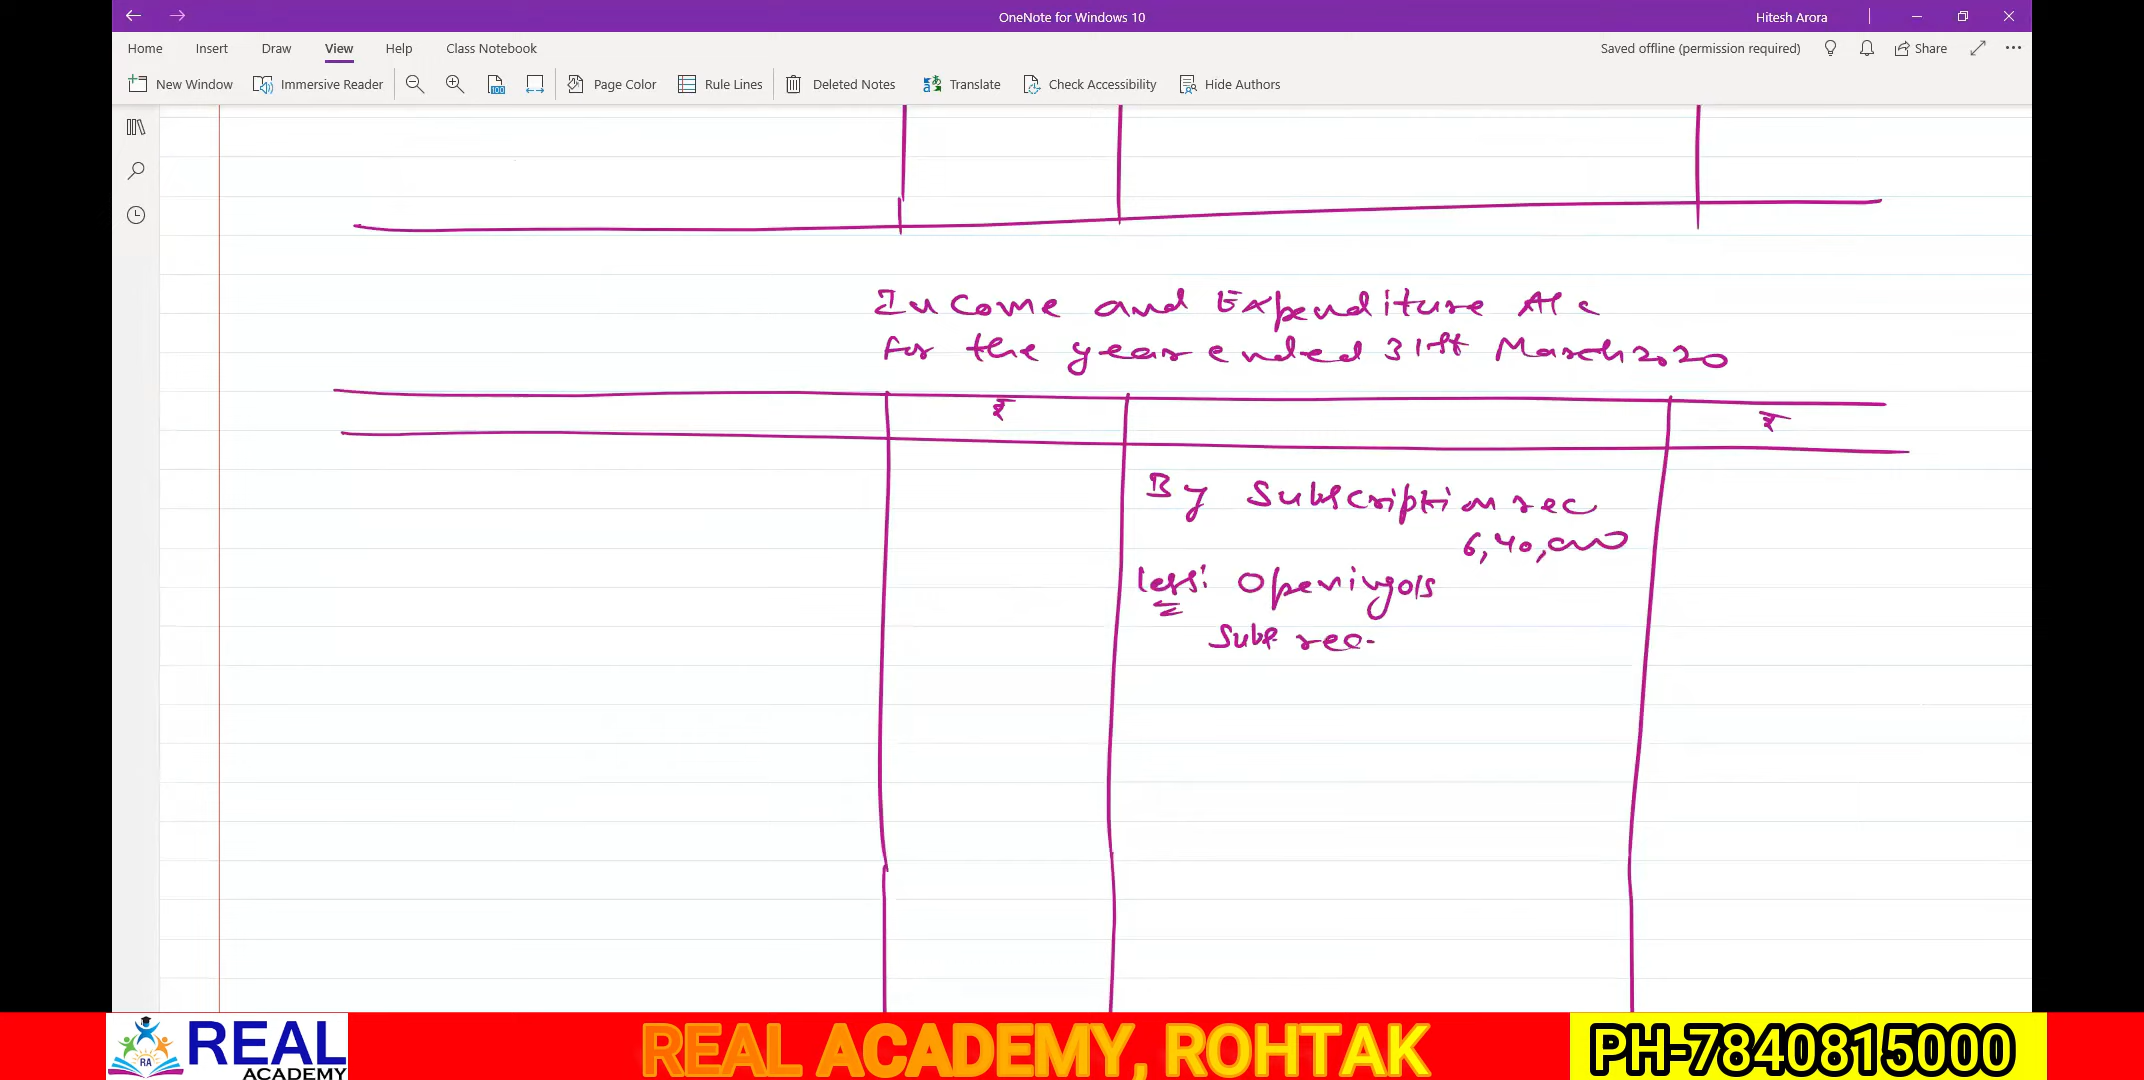 OneNote for Windows 10
Hitesh Arora
Home Insert Draw View Help Class Notebook
Saved offline (permission required) Share
New Window Immersive Reader 100 Page Color Rule Lines Deleted Notes Translate Check Accessibility Hide Authors
Income and Expenditure A/c
for the year ended 31st March 2020
₹ ₹
By Subscription rec
6,40,000
Less: Opening o/s
Subs rec.
RA REAL
ACADEMY
REAL ACADEMY, ROHTAK
PH-7840815000